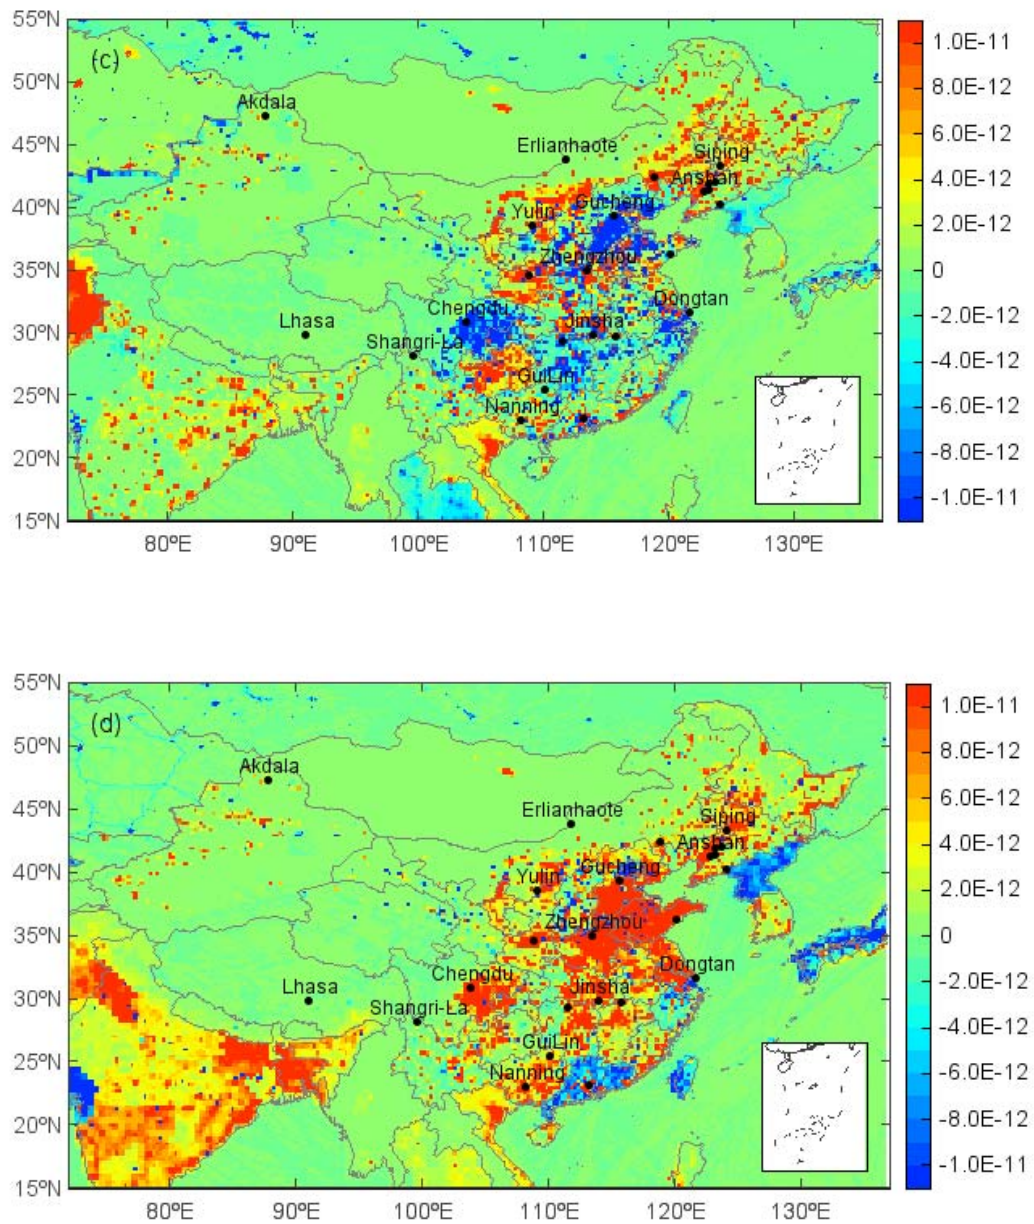 55ºN
(c)
1.0E-11
50ºN
8.0E-12
Akdala
45ºN
6.0E-12
Erlianhaote
Siping
4.0E-12
Anshan
40ºN
Gucheng
2.0E-12
Yulin
Zhengzhou
35ºN
0
Chengdu
Dongtan
-2.0E-12
30ºN
Lhasa
Jinsha
Shangri-La
-4.0E-12
25ºN
GuiLin
-6.0E-12
Nanning
20ºN
-8.0E-12
-1.0E-11
15ºN
80ºE 90ºE 100ºE 110ºE 120ºE 130ºE
55ºN
(d)
1.0E-11
50ºN
8.0E-12
Akdala
45ºN
6.0E-12
Erlianhaote
Siping
4.0E-12
Anshan
40ºN
Gucheng
2.0E-12
Yulin
Zhengzhou
35ºN
0
Chengdu
Dongtan
-2.0E-12
30ºN
Lhasa
Jinsha
Shangri-La
-4.0E-12
25ºN
GuiLin
-6.0E-12
Nanning
20ºN
-8.0E-12
-1.0E-11
15ºN
80ºE 90ºE 100ºE 110ºE 120ºE 130ºE